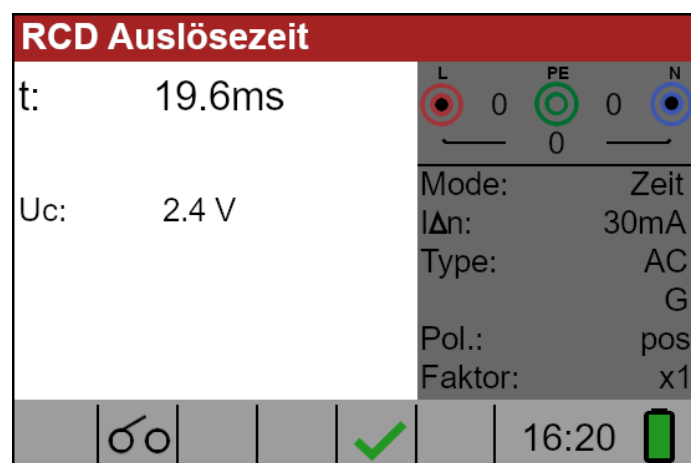 RCD Auslösezeit
t: 19.6ms
Uc: 2.4 V
L PE N
0 0
0
Mode: Zeit
IΔn: 30mA
Type: AC
G
Pol.: pos
Faktor: x1
16:20